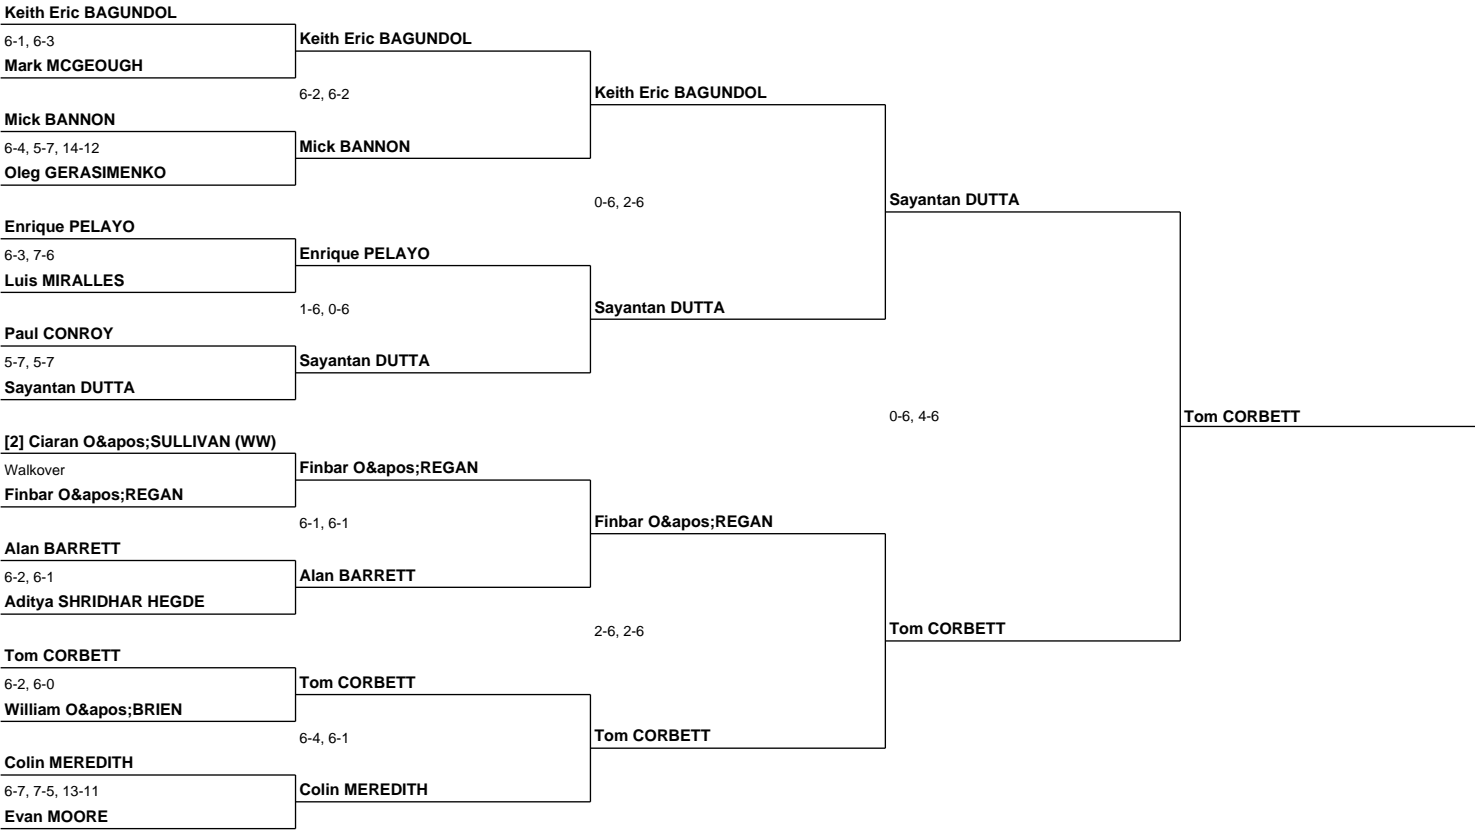 Keith Eric BAGUNDOL
6-1, 6-3
Mark MCGEOUGH
Mick BANNON
6-4, 5-7, 14-12
Oleg GERASIMENKO
Enrique PELAYO
6-3, 7-6
Luis MIRALLES
Paul CONROY
5-7, 5-7
Sayantan DUTTA
[2] Ciaran O&apos;SULLIVAN (WW)
Walkover
Finbar O&apos;REGAN
Alan BARRETT
6-2, 6-1
Aditya SHRIDHAR HEGDE
Tom CORBETT
6-2, 6-0
William O&apos;BRIEN
Colin MEREDITH
6-7, 7-5, 13-11
Evan MOORE
Keith Eric BAGUNDOL
6-2, 6-2
Mick BANNON
Enrique PELAYO
1-6, 0-6
Sayantan DUTTA
Finbar O&apos;REGAN
6-1, 6-1
Alan BARRETT
Tom CORBETT
6-4, 6-1
Colin MEREDITH
Keith Eric BAGUNDOL
0-6, 2-6
Sayantan DUTTA
Finbar O&apos;REGAN
2-6, 2-6
Tom CORBETT
Sayantan DUTTA
0-6, 4-6
Tom CORBETT
Tom CORBETT